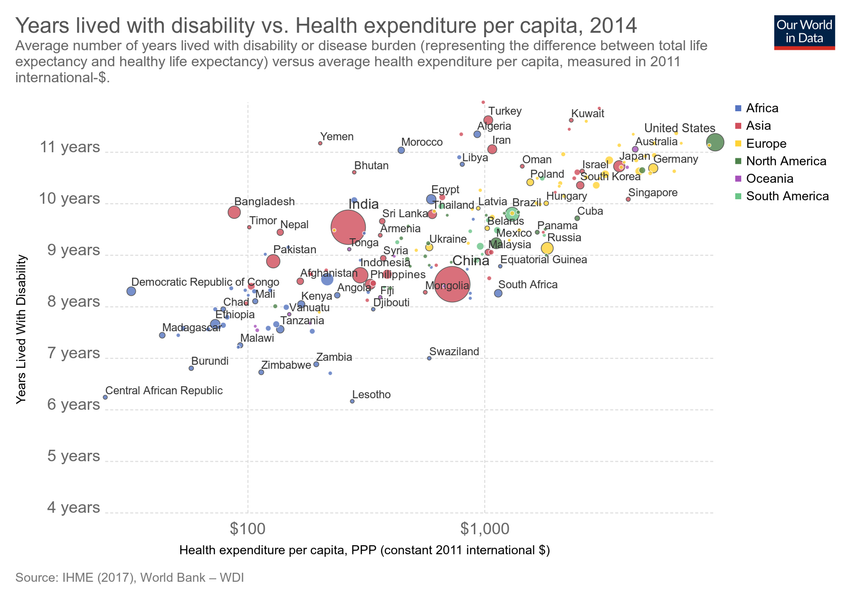 Years lived with disability vs. Health expenditure per capita, 2014
Average number of years lived with disability or disease burden (representing the difference between total life
expectancy and healthy life expectancy) versus average health expenditure per capita, measured in 2011
international-$.
Our World
in Data
Africa
Asia
Europe
North America
Oceania
South America
Turkey
Kuwait
Algeria
United States
Yemen
Morocco
Iran
Australia
11 years
Libya
Oman
Japan
Germany
Bhutan
Israel
Poland
South Korea
Egypt
Hungary
Singapore
10 years
Bangladesh
India
Thailand
Latvia
Brazil
Sri Lanka
Cuba
Timor
Nepal
Armenia
Belarus
Panama
Tonga
Ukraine
Mexico
Russia
9 years
Pakistan
Syria
Malaysia
Indonesia
China
Equatorial Guinea
Democratic Republic of Congo
Afghanistan
Philippines
Angola
Fiji
Mongolia
South Africa
8 years
Chad
Mali
Kenya
Djibouti
Ethiopia
Vanuatu
Madagascar
Tanzania
Malawi
7 years
Burundi
Zimbabwe
Zambia
Swaziland
Central African Republic
Lesotho
6 years
5 years
4 years
Years Lived With Disability
$100
$1,000
Health expenditure per capita, PPP (constant 2011 international $)
Source: IHME (2017), World Bank – WDI